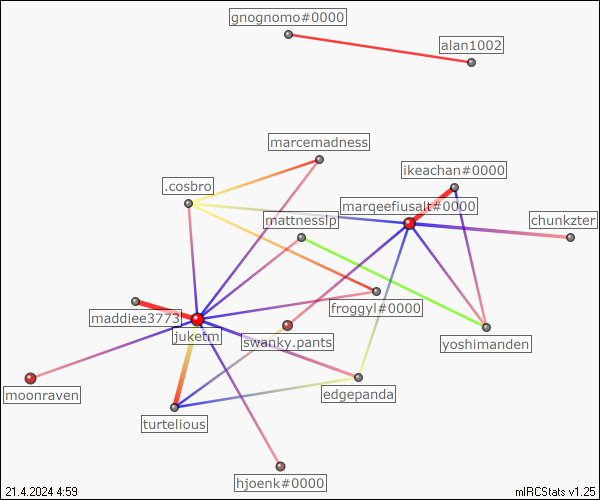 gnognomo#0000
alan1002
marcemadness
ikeachan#0000
.cosbro
marqeefiusalt#0000
mattnesslp
chunkzter
froggyl#0000
maddiee3773
juketm
swanky.pants
yoshimanden
edgepanda
moonraven
turtelious
hjoenk#0000
21.4.2024 4:59
mIRCStats v1.25